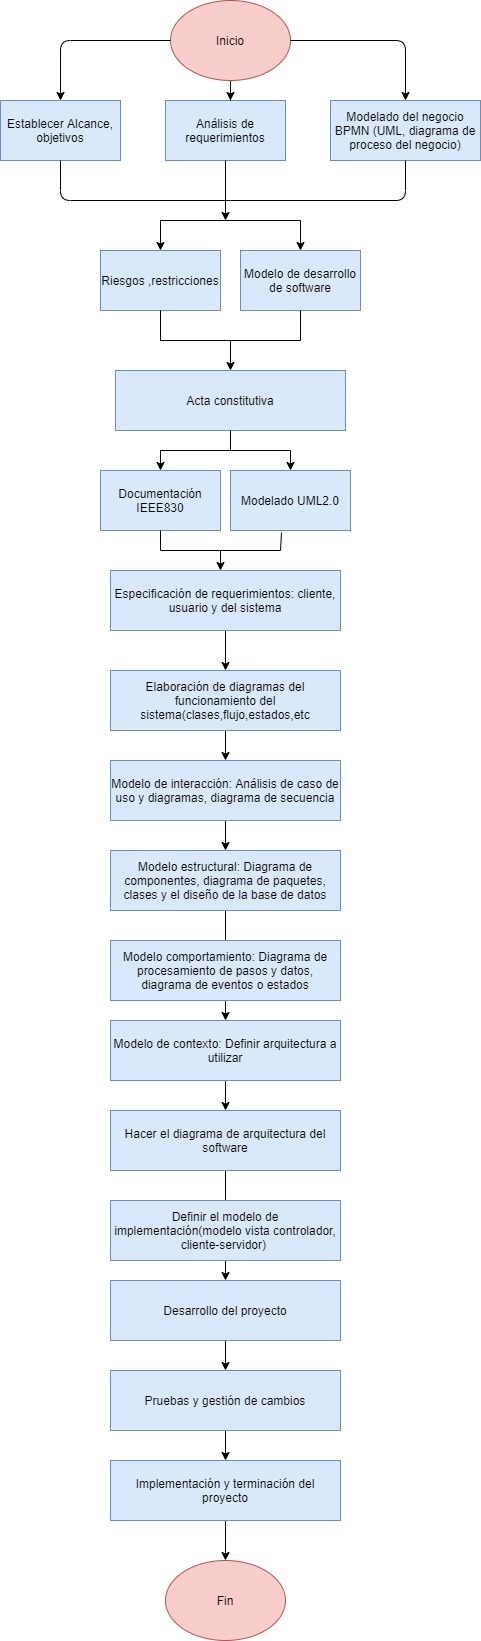 Inicio
Establecer Alcance,
objetivos
Análisis de
requerimientos
Modelado del negocio
BPMN (UML, diagrama de
proceso del negocio)
Riesgos ,restricciones
Modelo de desarrollo
de software
Acta constitutiva
Documentación
IEEE830
Modelado UML2.0
Especificación de requerimientos: cliente,
usuario y del sistema
Elaboración de diagramas del
funcionamiento del
sistema(clases,flujo,estados,etc
Modelo de interacción: Análisis de caso de
uso y diagramas, diagrama de secuencia
Modelo estructural: Diagrama de
componentes, diagrama de paquetes,
clases y el diseño de la base de datos
Modelo comportamiento: Diagrama de
procesamiento de pasos y datos,
diagrama de eventos o estados
Modelo de contexto: Definir arquitectura a
utilizar
Hacer el diagrama de arquitectura del
software
Definir el modelo de
implementación(modelo vista controlador,
cliente-servidor)
Desarrollo del proyecto
Pruebas y gestión de cambios
Implementación y terminación del
proyecto
Fin